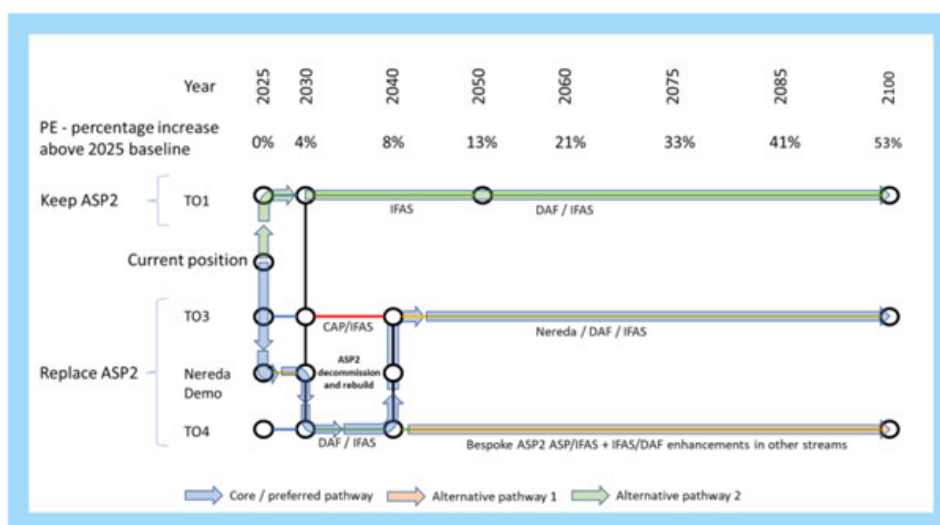 Year 2025 2030 2040 2050 2060 2075 2085 2100
PE - percentage increase
above 2025 baseline 0% 4% 8% 13% 21% 33% 41% 53%
Keep ASP2 TO1
IFAS DAF / IFAS
Current position
TO3
CAP/IFAS Nereda / DAF / IFAS
ASP2
decommission
and rebuild
Replace ASP2 Nereda
Demo
TO4
DAF / IFAS Bespoke ASP2 ASP/IFAS + IFAS/DAF enhancements in other streams
Core / preferred pathway Alternative pathway 1 Alternative pathway 2